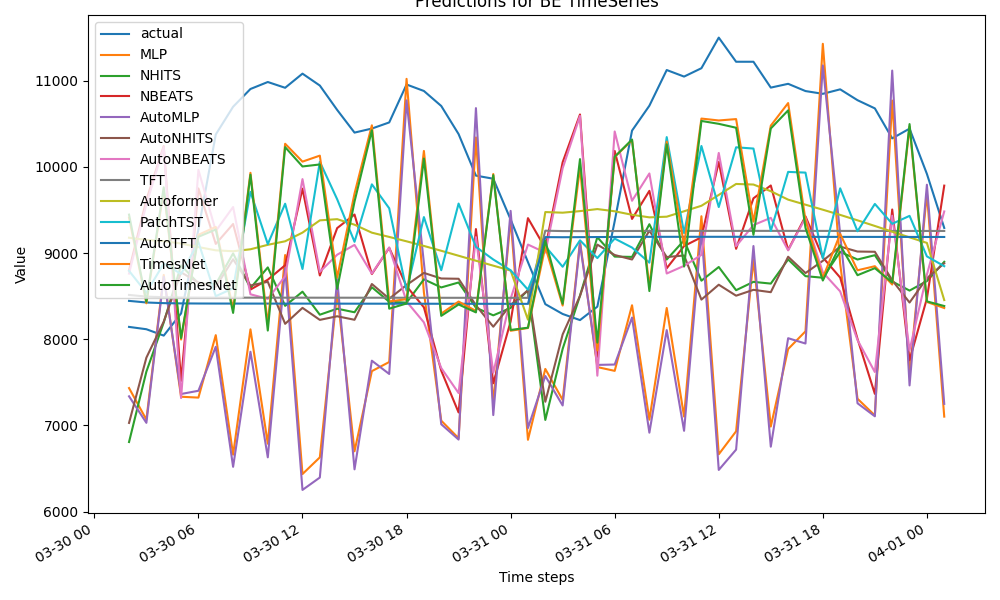 Predictions for BE TimeSeries
actual
MLP
NHITS
NBEATS
AutoMLP
AutoNHITS
AutoNBEATS
TFT
Autoformer
PatchTST
AutoTFT
TimesNet
AutoTimesNet
Value
11000
10000
9000
8000
7000
6000
03-30 00
03-30 06
03-30 12
03-30 18
03-31 00
03-31 06
03-31 12
03-31 18
04-01 00
Time steps